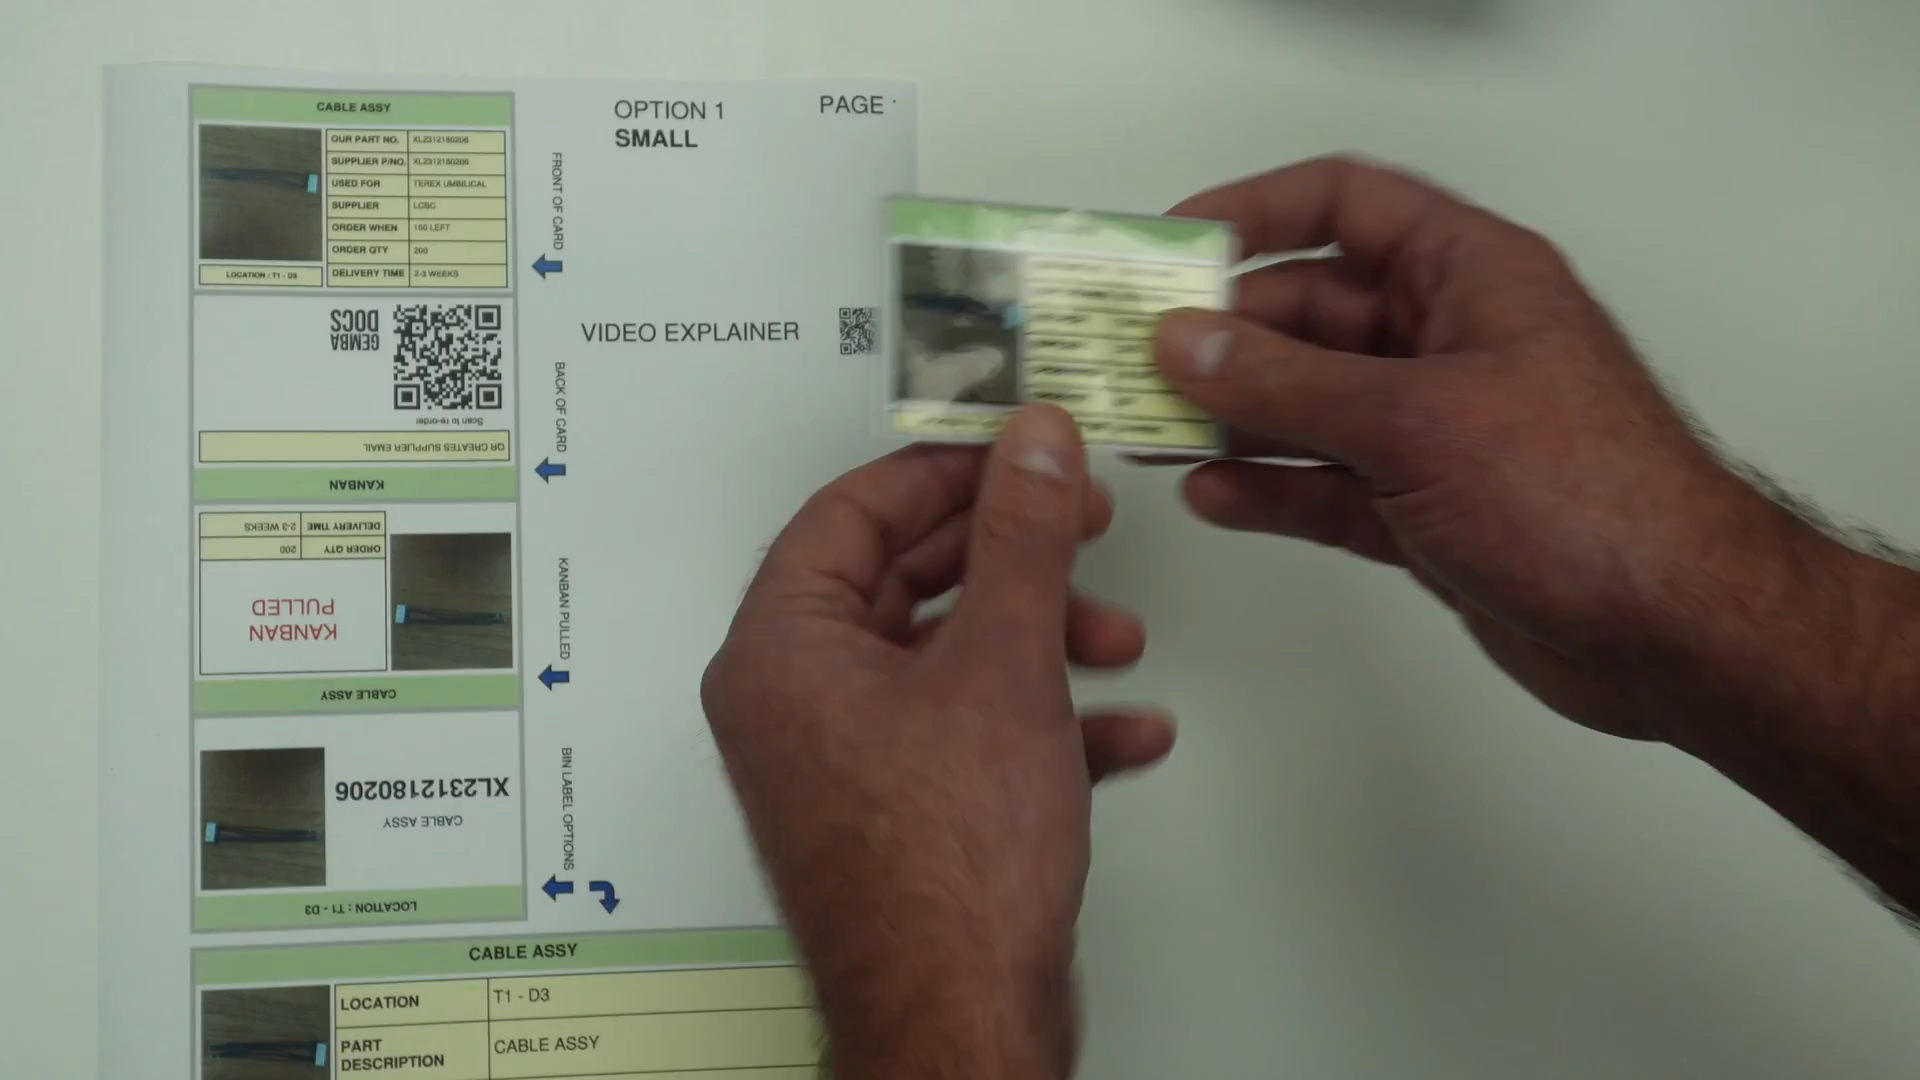 CABLE ASSY
OUR PART NO. XL2312180206
SUPPLIER P/NO. XL2312180206
USED FOR TEREX UMBILICAL
SUPPLIER LCSC
ORDER WHEN 100 LEFT
ORDER QTY 200
DELIVERY TIME 2-3 WEEKS
LOCATION : T1 - D3
FRONT OF CARD
OPTION 1
SMALL
PAGE
VIDEO EXPLAINER
GEMBA
DOCS
Scan to re-order
QR CREATES SUPPLIER EMAIL
KANBAN
BACK OF CARD
DELIVERY TIME 2-3 WEEKS
ORDER QTY 200
KANBAN
PULLED
CABLE ASSY
KANBAN PULLED
XL2312180206
CABLE ASSY
LOCATION : T1 - D3
BIN LABEL OPTIONS
CABLE ASSY
LOCATION T1 - D3
PART
DESCRIPTION CABLE ASSY